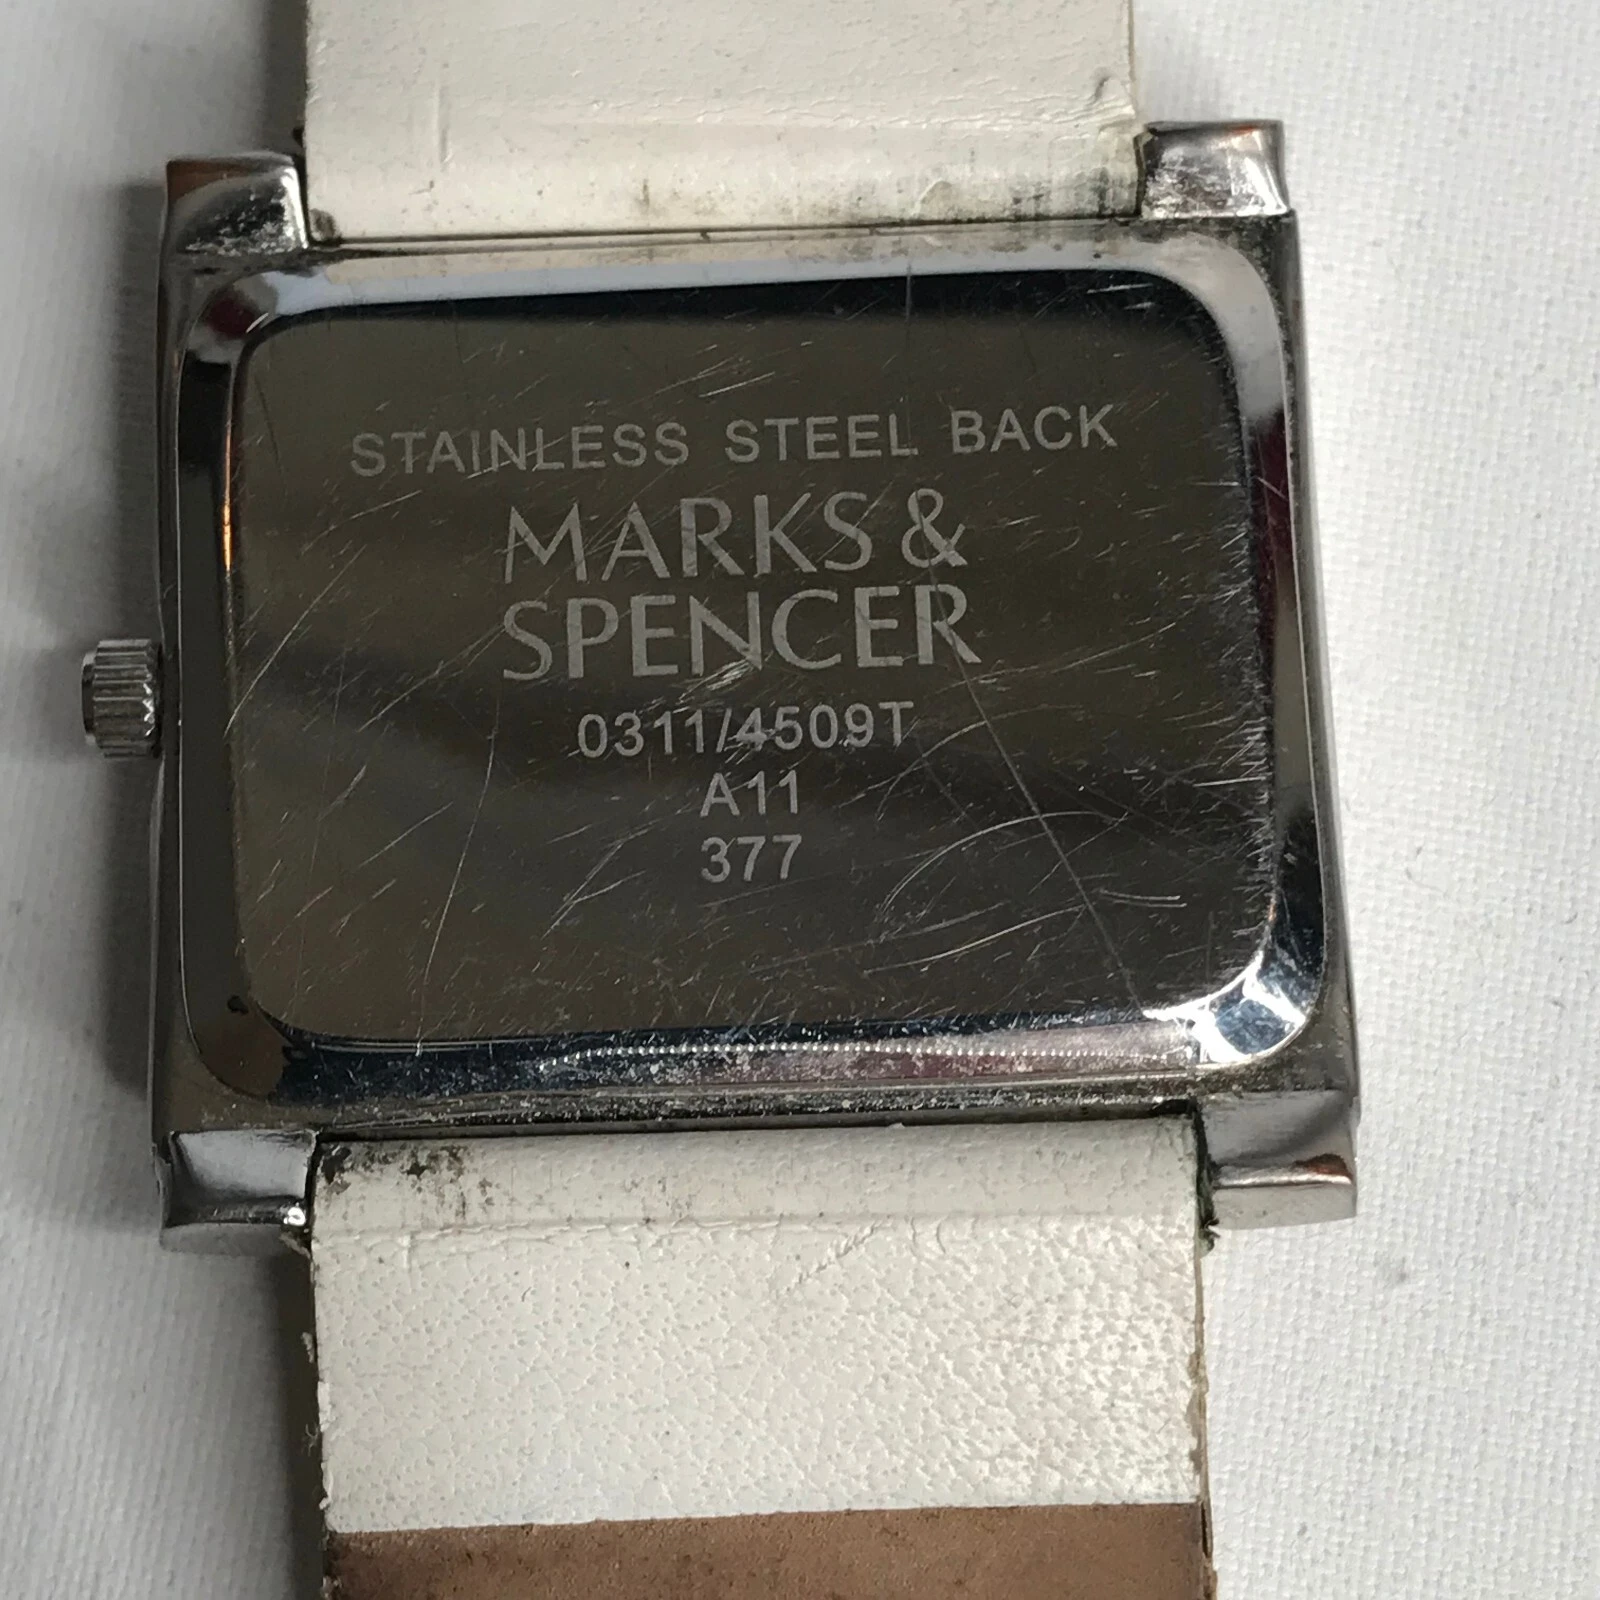 STAINLESS STEEL BACK
MARKS &
SPENCER
0311/4509T
A11
377